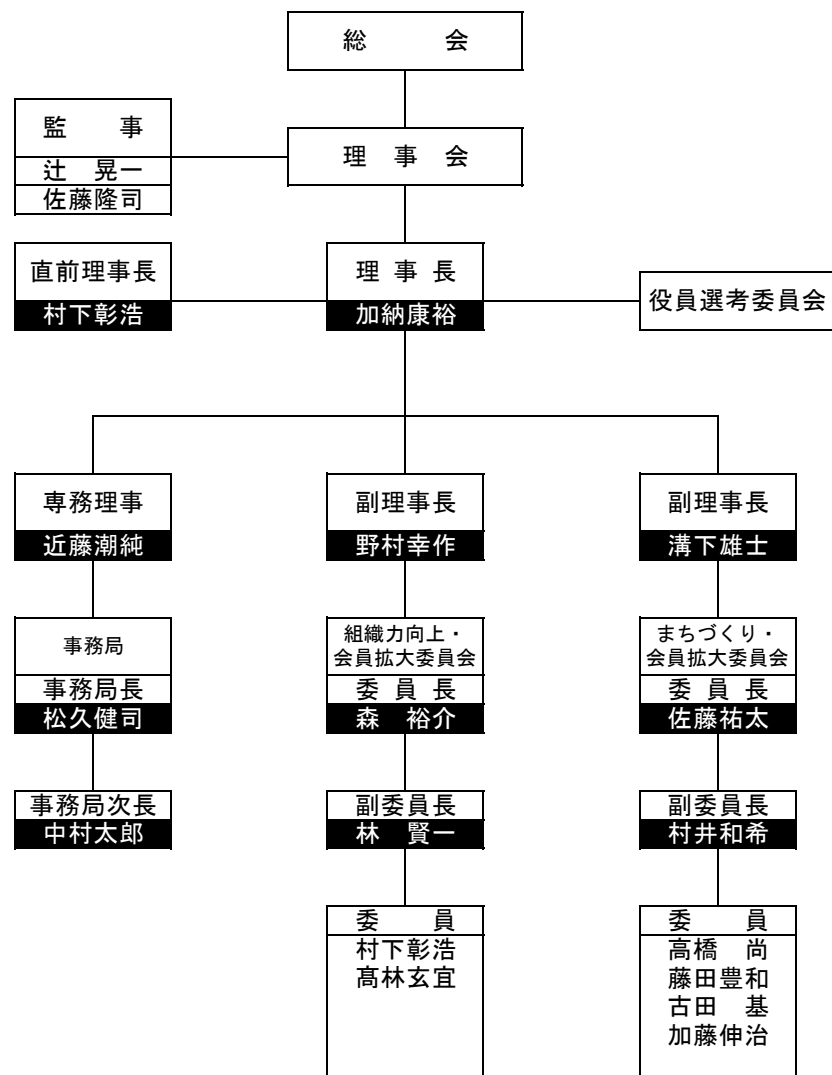 総　　会
監　　事
辻　晃一
佐藤隆司
理　事　会
直前理事長
村下彰浩
理 事 長
加納康裕
役員選考委員会
専務理事
近藤潮純
副理事長
野村幸作
副理事長
溝下雄士
事務局
事務局長
松久健司
組織力向上・
会員拡大委員会
委 員 長
森　裕介
まちづくり・
会員拡大委員会
委 員 長
佐藤祐太
事務局次長
中村太郎
副委員長
林　賢一
副委員長
村井和希
委　　員
村下彰浩
髙林玄宜
委　　員
高橋　尚
藤田豊和
古田　基
加藤伸治